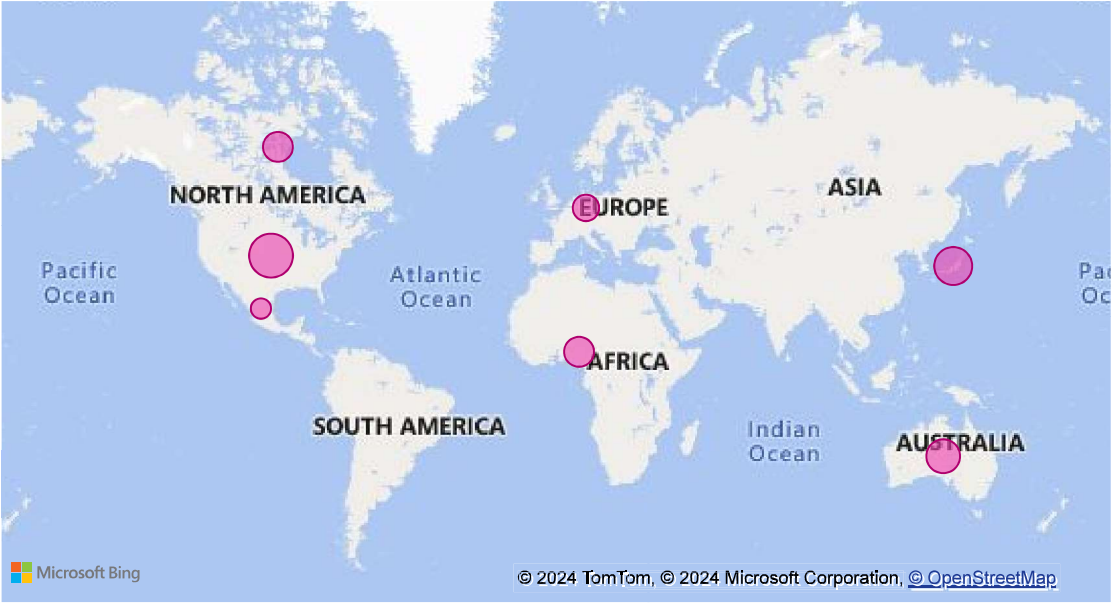 ASIA
NORTH AMERICA
EUROPE
Pacific
Ocean
Atlantic
Ocean
Pac
Oc
AFRICA
SOUTH AMERICA
Indian
Ocean
AUSTRALIA
Microsoft Bing
© 2024 TomTom, © 2024 Microsoft Corporation, © OpenStreetMap